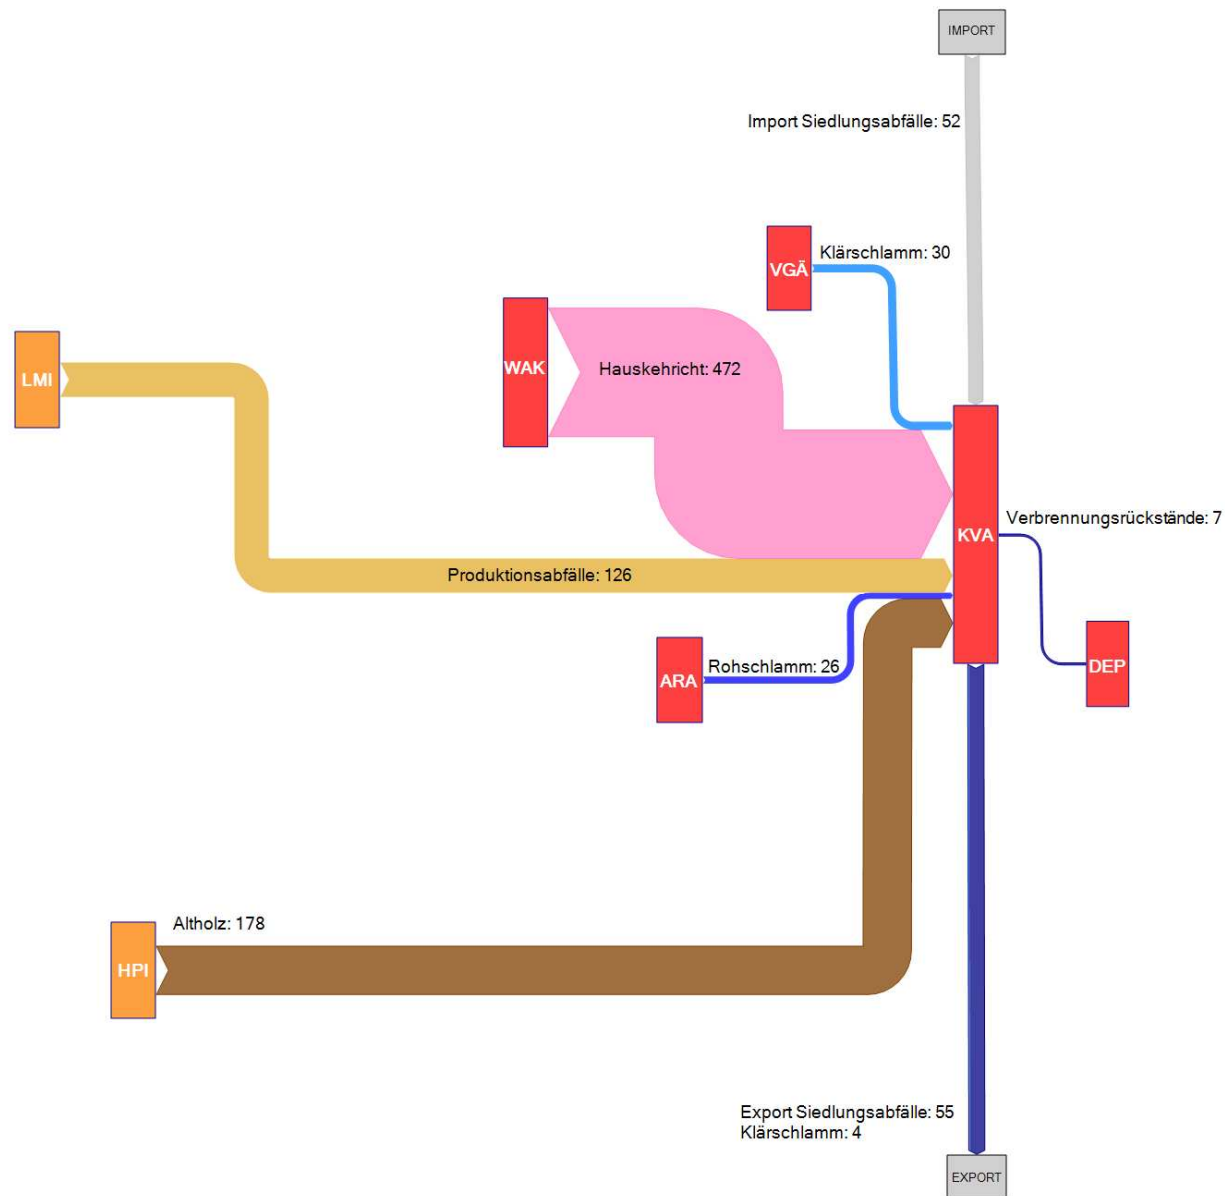 IMPORT
Import Siedlungsabfälle: 52
VGÄ
Klärschlamm: 30
WAK
Hauskehricht: 472
LMI
KVA
Verbrennungsrückstände: 7
Produktionsabfälle: 126
ARA
Rohschlamm: 26
DEP
HPI
Altholz: 178
Export Siedlungsabfälle: 55
Klärschlamm: 4
EXPORT